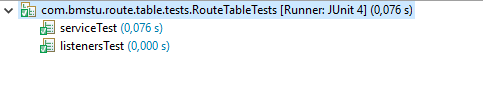 com.bmstu.route.table.tests.RouteTableTests [Runner: JUnit 4] (0,076 s)
serviceTest (0,076 s)
listenersTest (0,000 s)